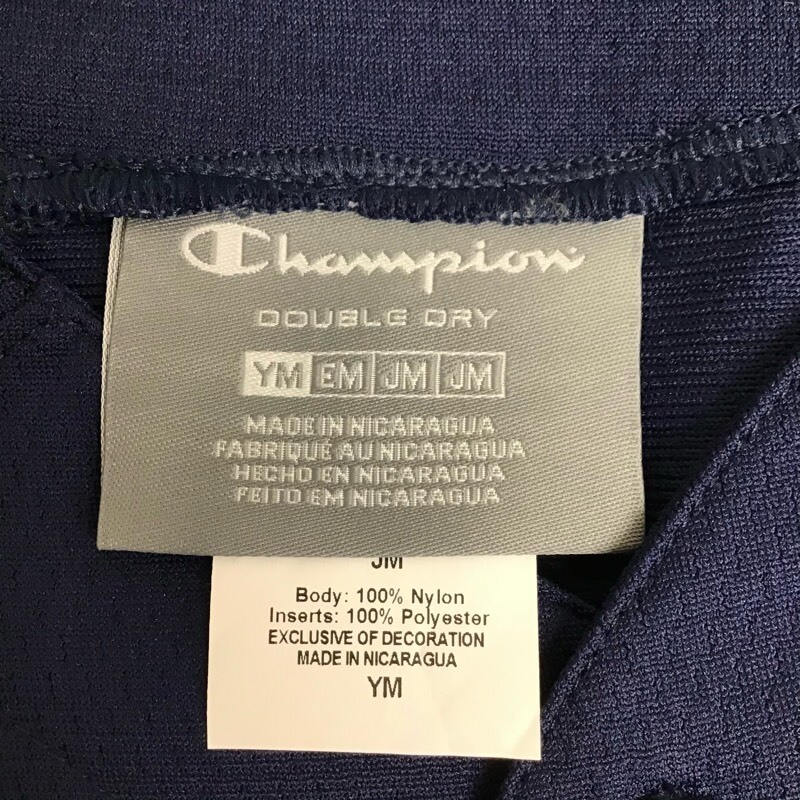 Champion
DOUBLE DRY
YM EM JM JM
MADE IN NICARAGUA
FABRIQUÉ AU NICARAGUA
HECHO EN NICARAGUA
FEITO EM NICARAGUA
JM
Body: 100% Nylon
Inserts: 100% Polyester
EXCLUSIVE OF DECORATION
MADE IN NICARAGUA
YM